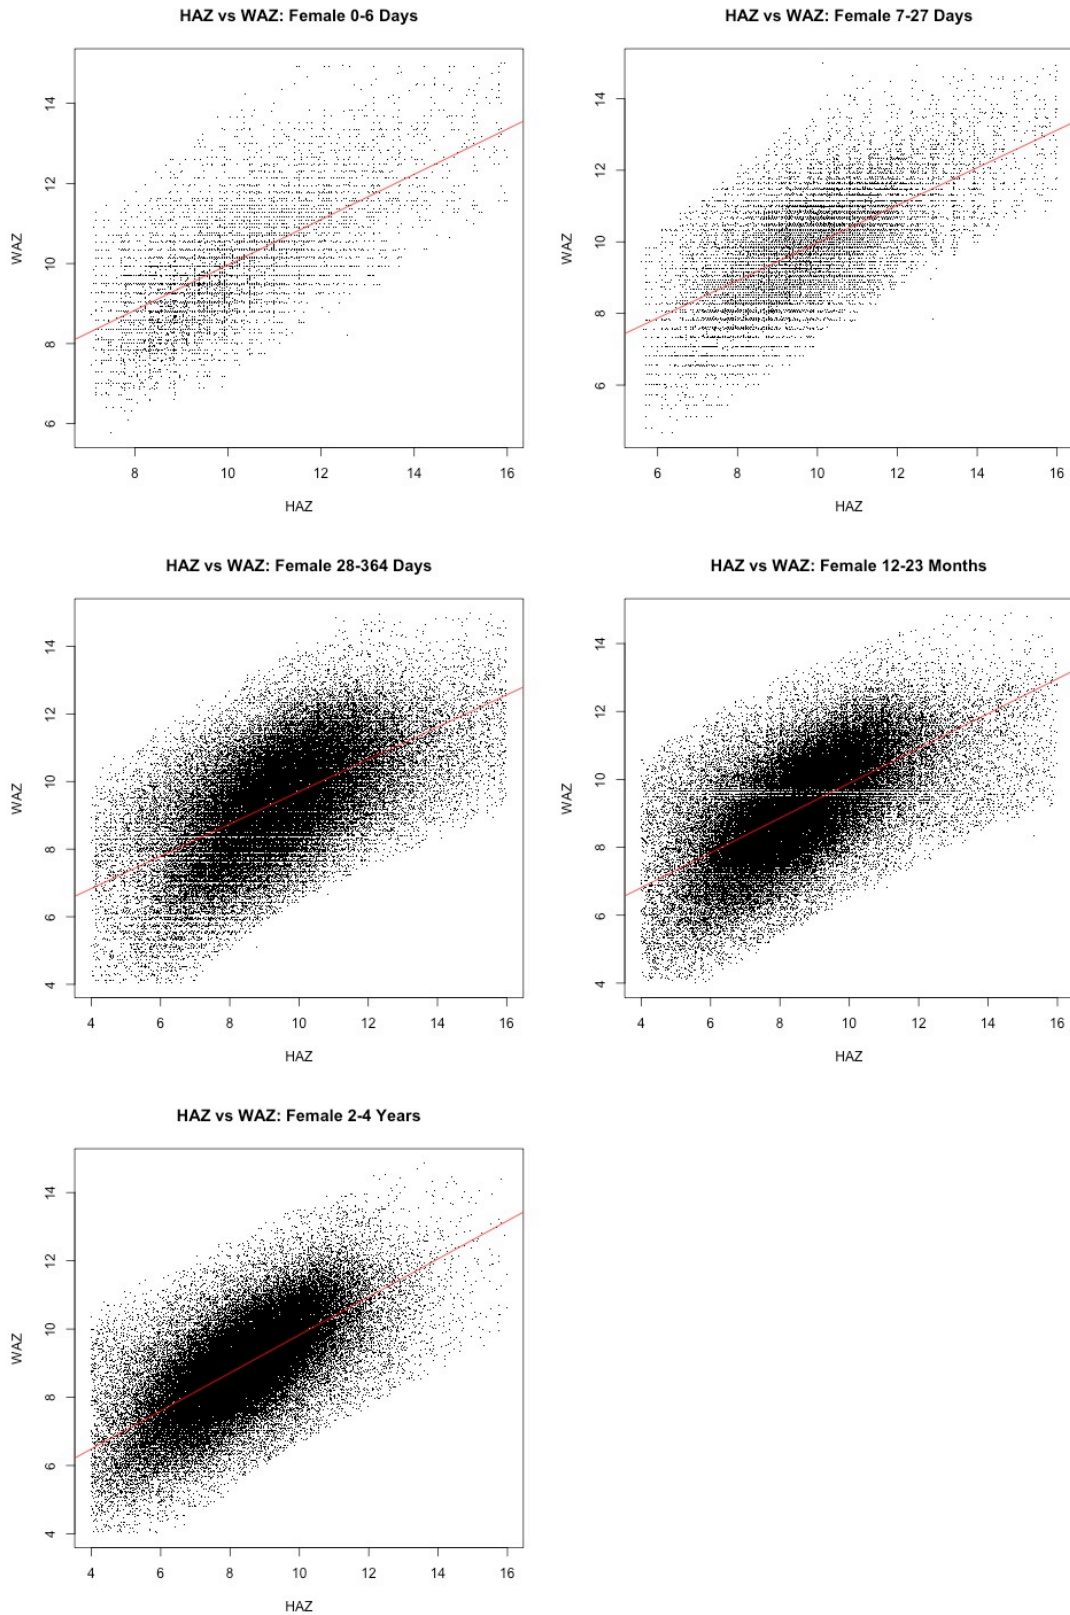 HAZ vs WAZ: Female 0-6 Days
WAZ
14
12
10
8
6
8 10 12 14 16
HAZ
HAZ vs WAZ: Female 7-27 Days
WAZ
14
12
10
8
6
6 8 10 12 14 16
HAZ
HAZ vs WAZ: Female 28-364 Days
WAZ
14
12
10
8
6
4
4 6 8 10 12 14 16
HAZ
HAZ vs WAZ: Female 12-23 Months
WAZ
14
12
10
8
6
4
4 6 8 10 12 14 16
HAZ
HAZ vs WAZ: Female 2-4 Years
WAZ
14
12
10
8
6
4
4 6 8 10 12 14 16
HAZ